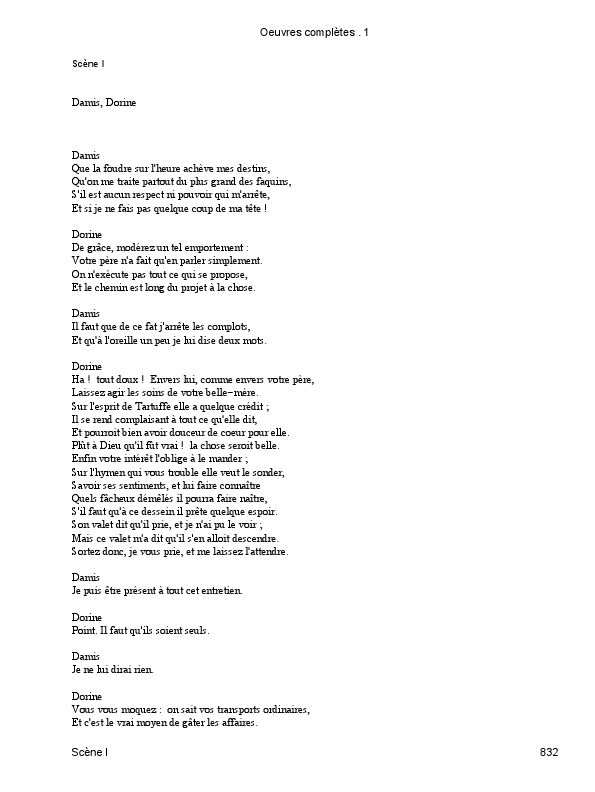 Oeuvres complètes . 1
Scène I
Damis, Dorine
Damis
Que la foudre sur l'heure achève mes destins,
Qu'on me traite partout du plus grand des faquins,
S'il est aucun respect ni pouvoir qui m'arrête,
Et si je ne fais pas quelque coup de ma tête !
Dorine
De grâce, modérez un tel emportement :
Votre père n'a fait qu'en parler simplement.
On n'exécute pas tout ce qui se propose,
Et le chemin est long du projet à la chose.
Damis
Il faut que de ce fat j'arrête les complots,
Et qu'à l'oreille un peu je lui dise deux mots.
Dorine
Ha ! tout doux ! Envers lui, comme envers votre père,
Laissez agir les soins de votre belle-mère.
Sur l'esprit de Tartuffe elle a quelque crédit ;
Il se rend complaisant à tout ce qu'elle dit,
Et pourroit bien avoir douceur de coeur pour elle.
Plût à Dieu qu'il fût vrai ! la chose seroit belle.
Enfin votre intérêt l'oblige à le mander ;
Sur l'hymen qui vous trouble elle veut le sonder,
Savoir ses sentiments, et lui faire connaître
Quels fâcheux démêlés il pourra faire naître,
S'il faut qu'à ce dessein il prête quelque espoir.
Son valet dit qu'il prie, et je n'ai pu le voir ;
Mais ce valet m'a dit qu'il s'en alloit descendre.
Sortez donc, je vous prie, et me laissez l'attendre.
Damis
Je puis être présent à tout cet entretien.
Dorine
Point. Il faut qu'ils soient seuls.
Damis
Je ne lui dirai rien.
Dorine
Vous vous moquez : on sait vos transports ordinaires,
Et c'est le vrai moyen de gâter les affaires.
Scène I 832